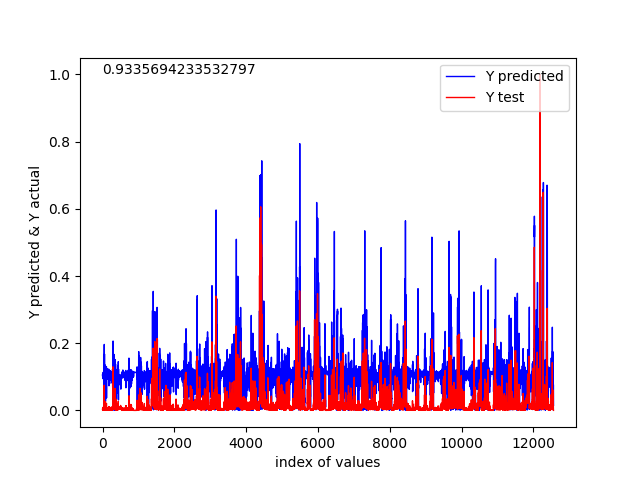 0.9335694233532797
Y predicted
Y test
1.0
0.8
0.6
0.4
0.2
0.0
Y predicted & Y actual
0 2000 4000 6000 8000 10000 12000
index of values